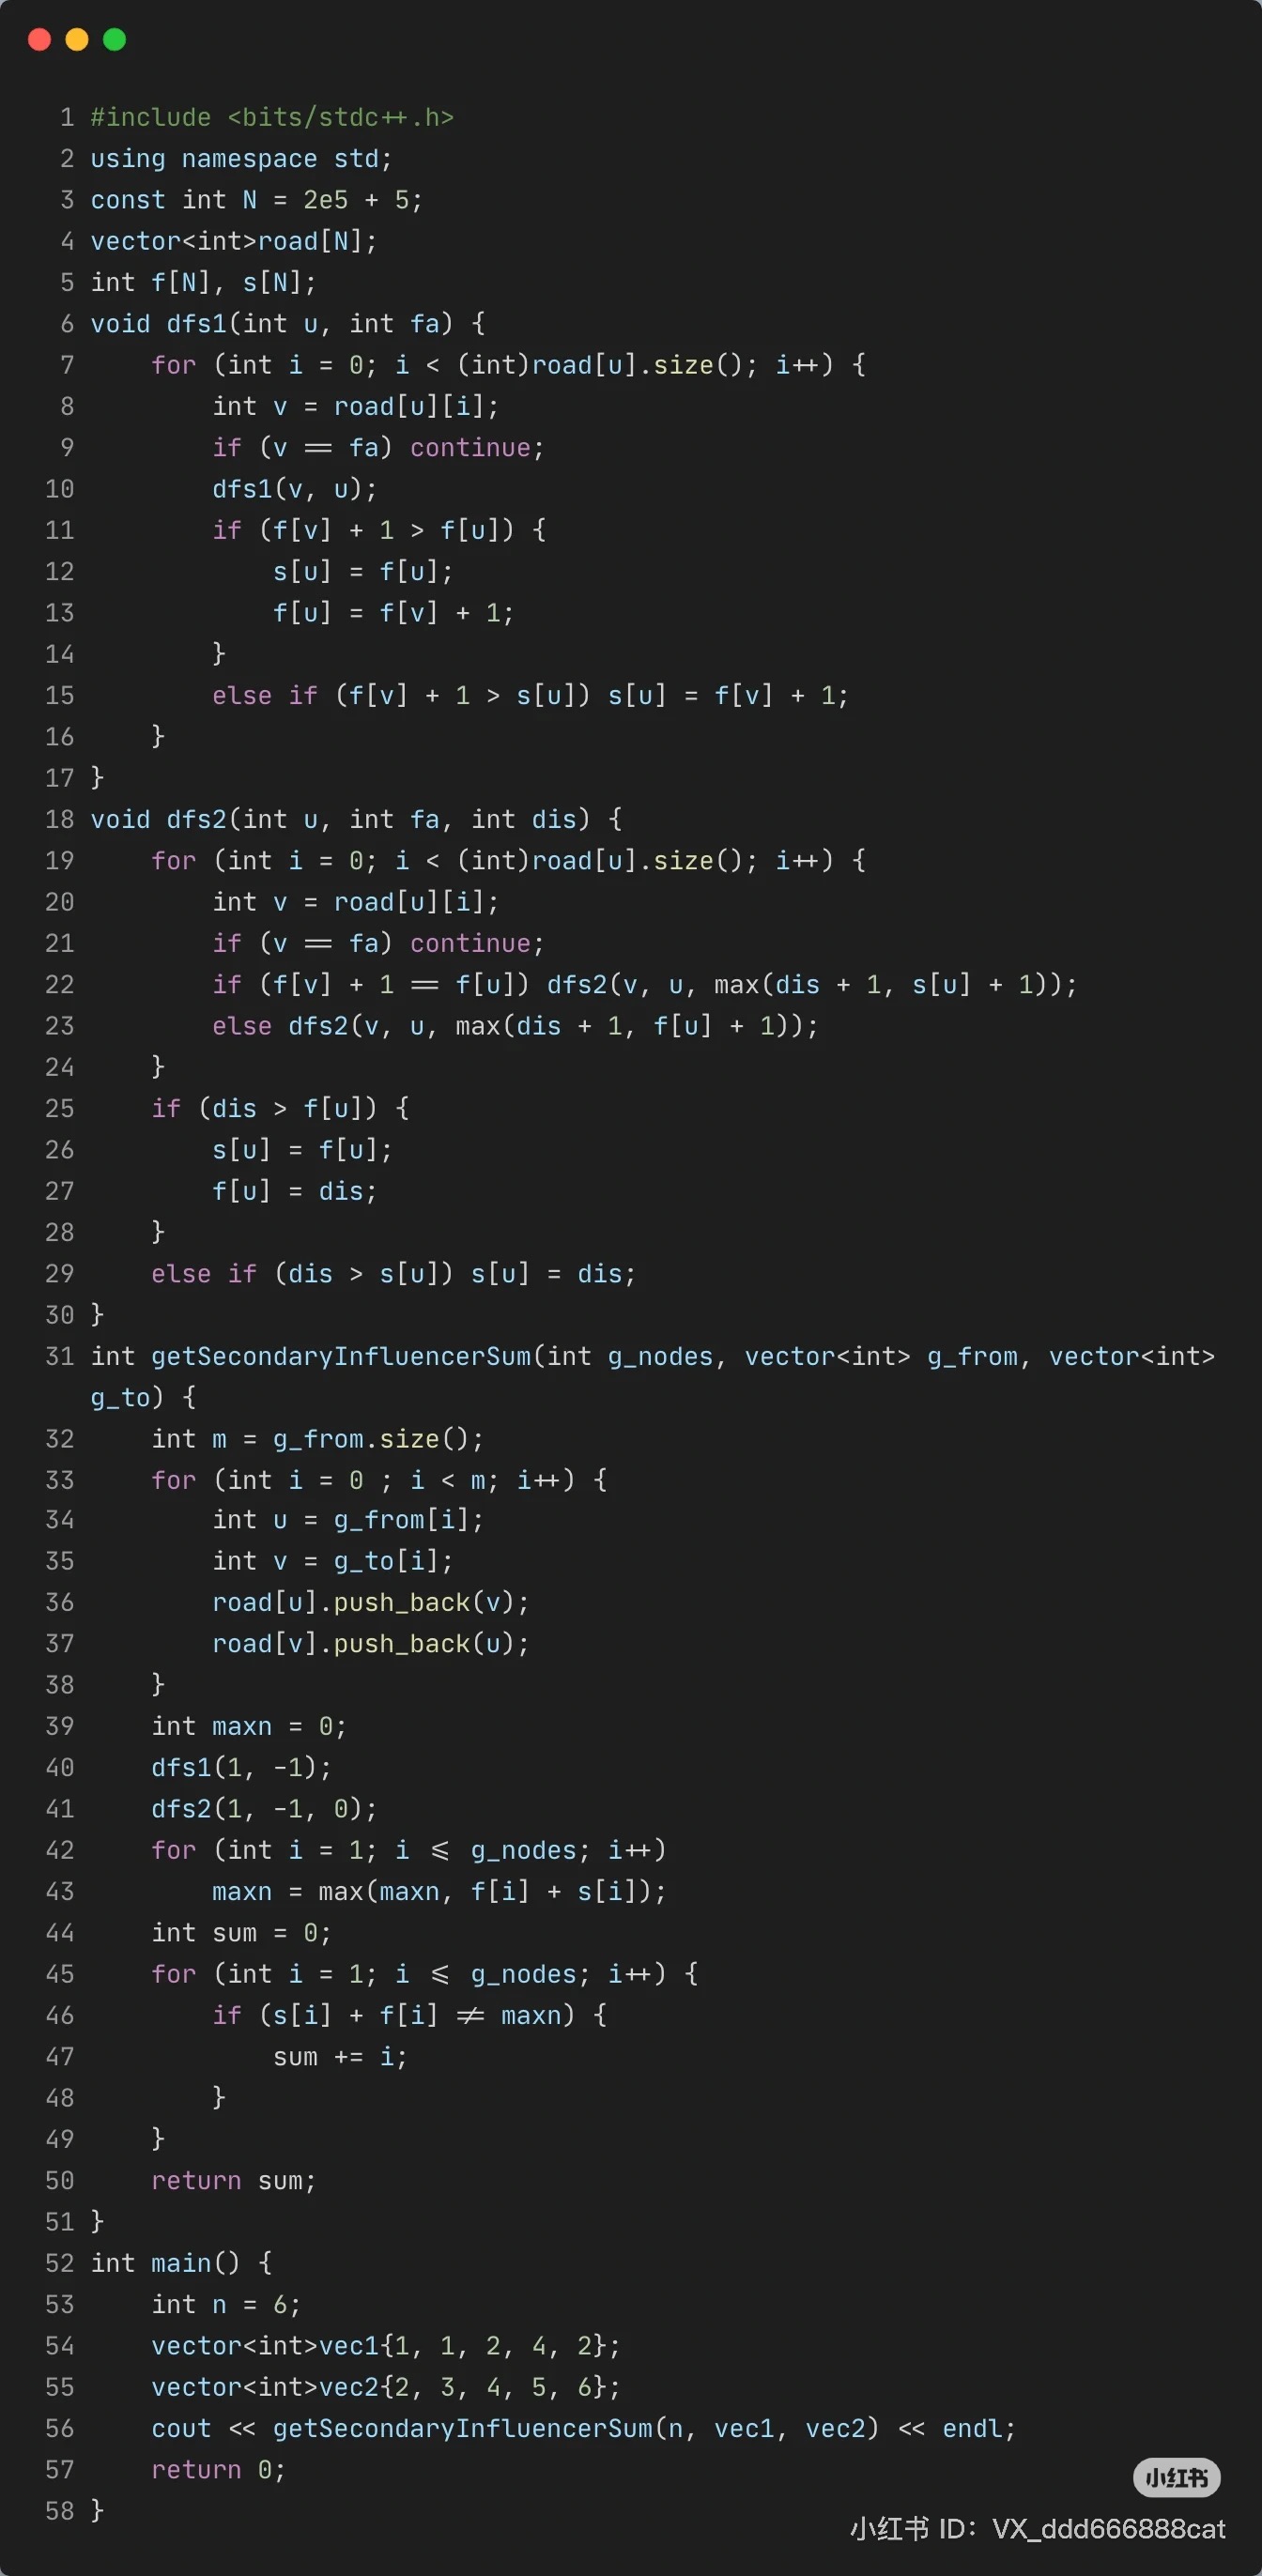 1 #include <bits/stdc++.h>
2 using namespace std;
3 const int N = 2e5 + 5;
4 vector<int>road[N];
5 int f[N], s[N];
6 void dfs1(int u, int fa) {
7     for (int i = 0; i < (int)road[u].size(); i++) {
8         int v = road[u][i];
9         if (v == fa) continue;
10         dfs1(v, u);
11         if (f[v] + 1 > f[u]) {
12             s[u] = f[u];
13             f[u] = f[v] + 1;
14         }
15         else if (f[v] + 1 > s[u]) s[u] = f[v] + 1;
16     }
17 }
18 void dfs2(int u, int fa, int dis) {
19     for (int i = 0; i < (int)road[u].size(); i++) {
20         int v = road[u][i];
21         if (v == fa) continue;
22         if (f[v] + 1 == f[u]) dfs2(v, u, max(dis + 1, s[u] + 1));
23         else dfs2(v, u, max(dis + 1, f[u] + 1));
24     }
25     if (dis > f[u]) {
26         s[u] = f[u];
27         f[u] = dis;
28     }
29     else if (dis > s[u]) s[u] = dis;
30 }
31 int getSecondaryInfluencerSum(int g_nodes, vector<int> g_from, vector<int>
g_to) {
32     int m = g_from.size();
33     for (int i = 0 ; i < m; i++) {
34         int u = g_from[i];
35         int v = g_to[i];
36         road[u].push_back(v);
37         road[v].push_back(u);
38     }
39     int maxn = 0;
40     dfs1(1, -1);
41     dfs2(1, -1, 0);
42     for (int i = 1; i <= g_nodes; i++)
43         maxn = max(maxn, f[i] + s[i]);
44     int sum = 0;
45     for (int i = 1; i <= g_nodes; i++) {
46         if (s[i] + f[i] != maxn) {
47             sum += i;
48         }
49     }
50     return sum;
51 }
52 int main() {
53     int n = 6;
54     vector<int>vec1{1, 1, 2, 4, 2};
55     vector<int>vec2{2, 3, 4, 5, 6};
56     cout << getSecondaryInfluencerSum(n, vec1, vec2) << endl;
57     return 0;
58 }
小红书
小红书 ID: VX_ddd666888cat